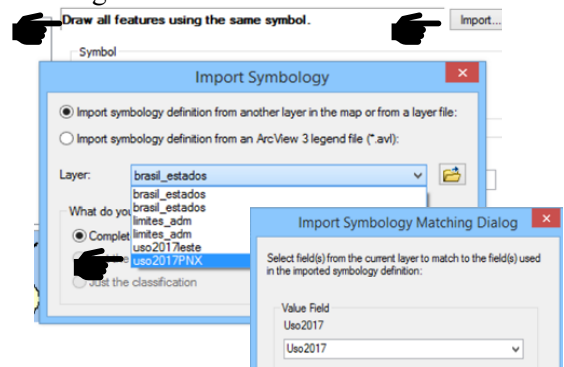 Draw all features using the same symbol.
Import...
Symbol
Import Symbology
Import symbology definition from another layer in the map or from a layer file:
Import symbology definition from an ArcView 3 legend file (*.avl):
Layer:
brasil_estados
brasil_estados
brasil_estados
limites_adm
limites_adm
uso2017leste
uso2017PNX
What do you
Complet
Just the classification
Import Symbology Matching Dialog
Select field(s) from the current layer to match to the field(s) used
in the imported symbology definition:
Value Field
Uso2017
Uso2017